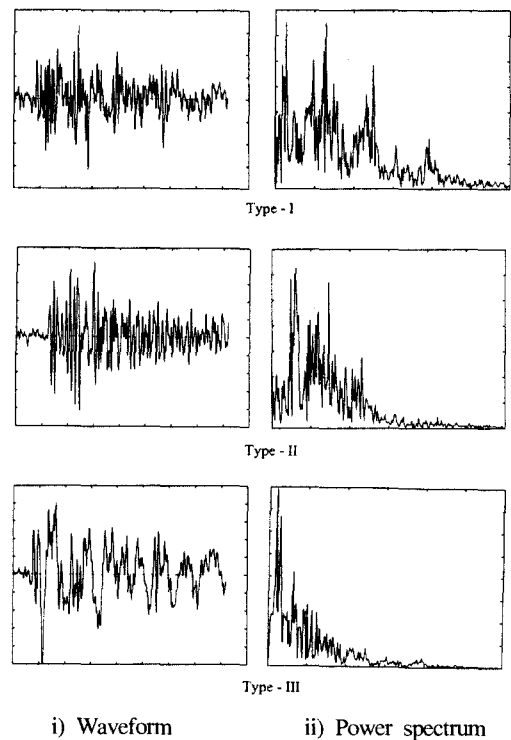 Type - I
Type - II
Type - III
i) Waveform
ii) Power spectrum